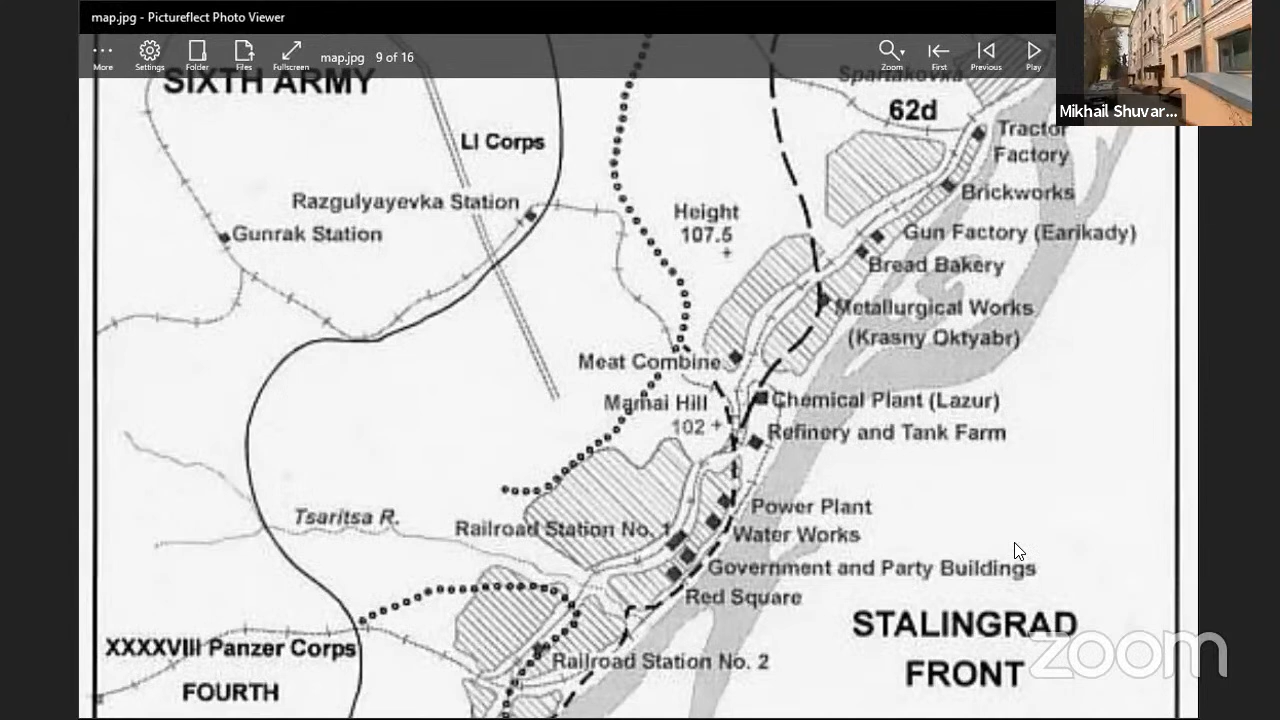 map.jpg - Pictureflect Photo Viewer
More
Settings
Folder
Files
Fullscreen
map.jpg
9 of 16
Zoom
First
Previous
Play
Mikhail Shuvar...
SIXTH ARMY
Spartakovka
62d
LI Corps
Tractor
Factory
Razgulyayevka Station
Brickworks
Height
107.5
Gunrak Station
Gun Factory (Earikady)
Bread Bakery
Metallurgical Works
(Krasny Oktyabr)
Meat Combine
Mamai Hill
102
Chemical Plant (Lazur)
Refinery and Tank Farm
Tsaritsa R.
Power Plant
Railroad Station No. 1
Water Works
Government and Party Buildings
Red Square
STALINGRAD
FRONT
XXXXVIII Panzer Corps
FOURTH
Railroad Station No. 2
zoom